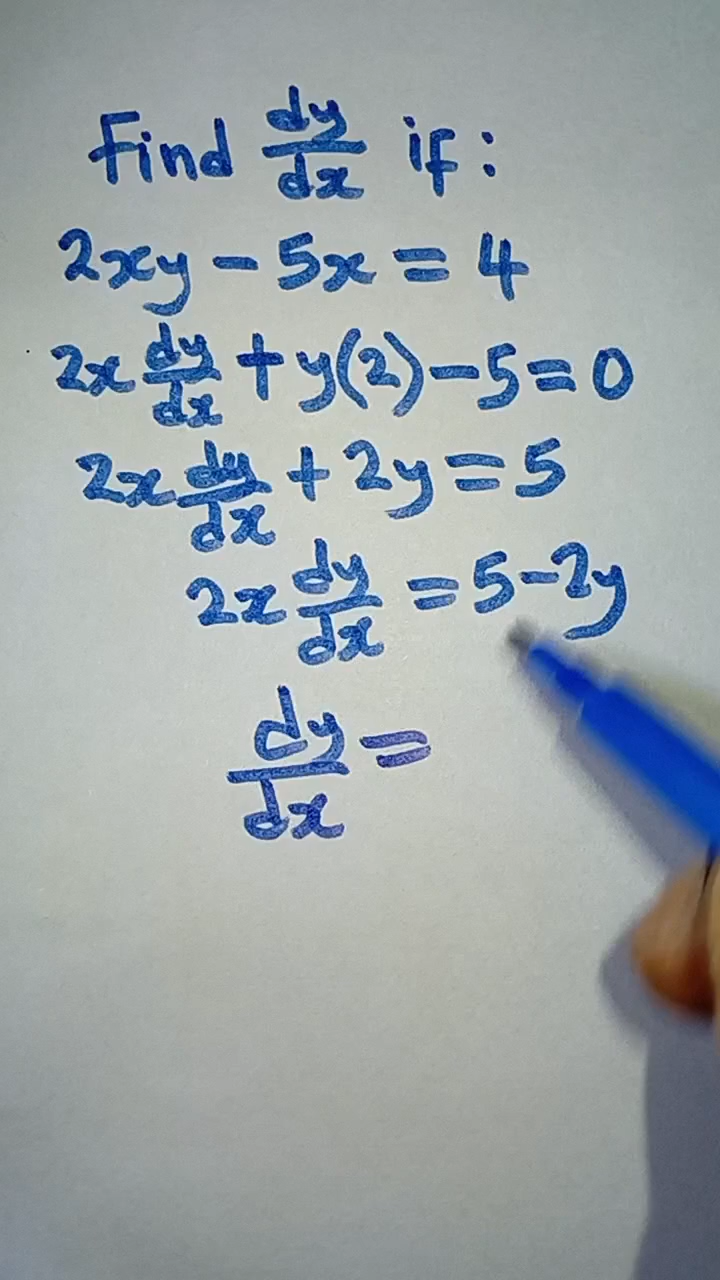 Find dy/dx if:
2xy - 5x = 4
2x dy/dx + y(2) - 5 = 0
2x dy/dx + 2y = 5
2x dy/dx = 5 - 2y
dy/dx =